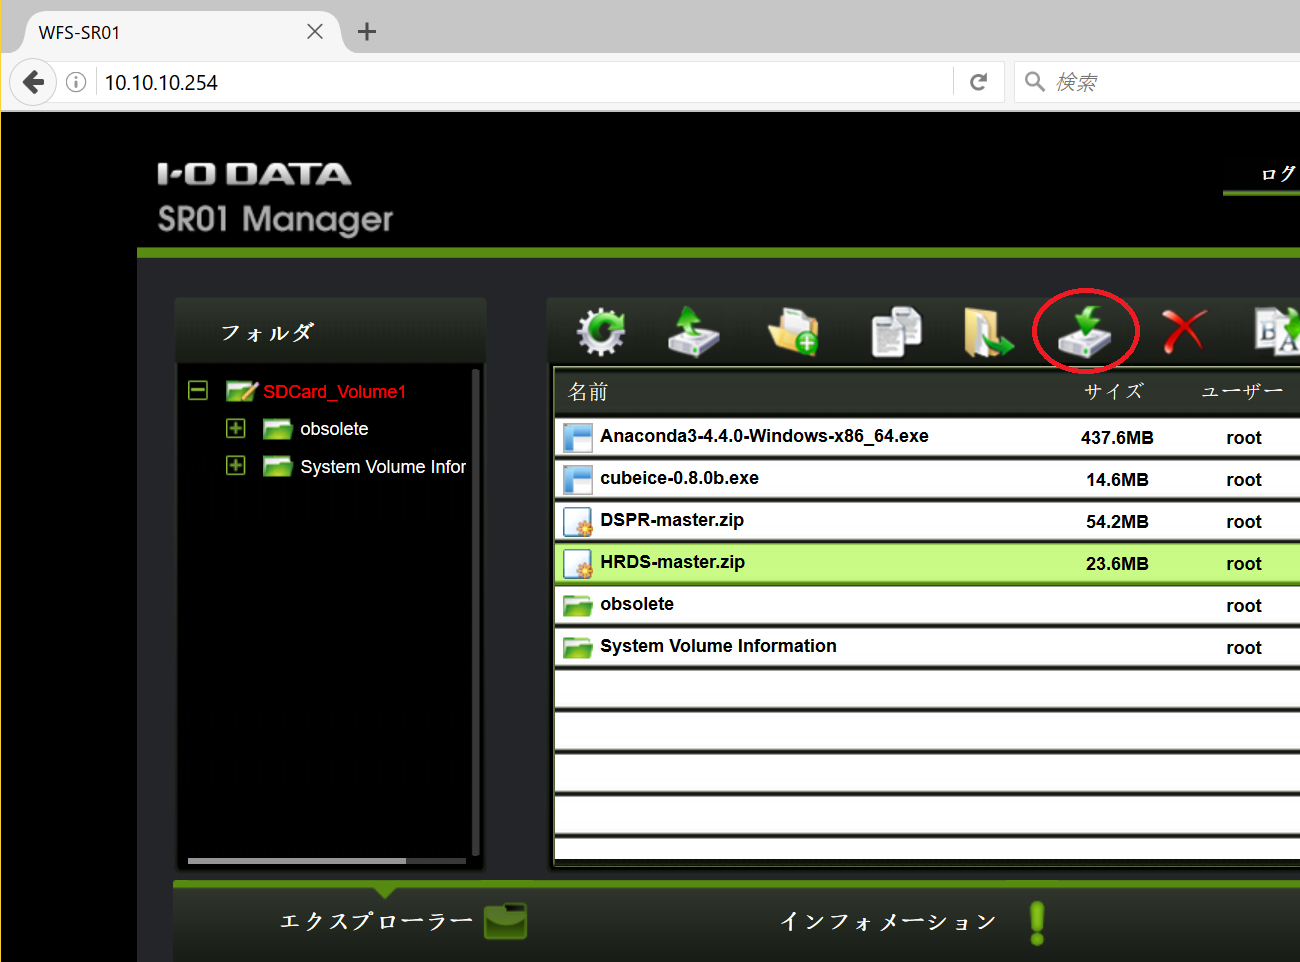 WFS-SR01
10.10.10.254
検索
I-O DATA
SR01 Manager
ログ
フォルダ
SDCard_Volume1
obsolete
System Volume Infor
名前 サイズ ユーザー
Anaconda3-4.4.0-Windows-x86_64.exe 437.6MB root
cubeice-0.8.0b.exe 14.6MB root
DSPR-master.zip 54.2MB root
HRDS-master.zip 23.6MB root
obsolete root
System Volume Information root
エクスプローラー インフォメーション